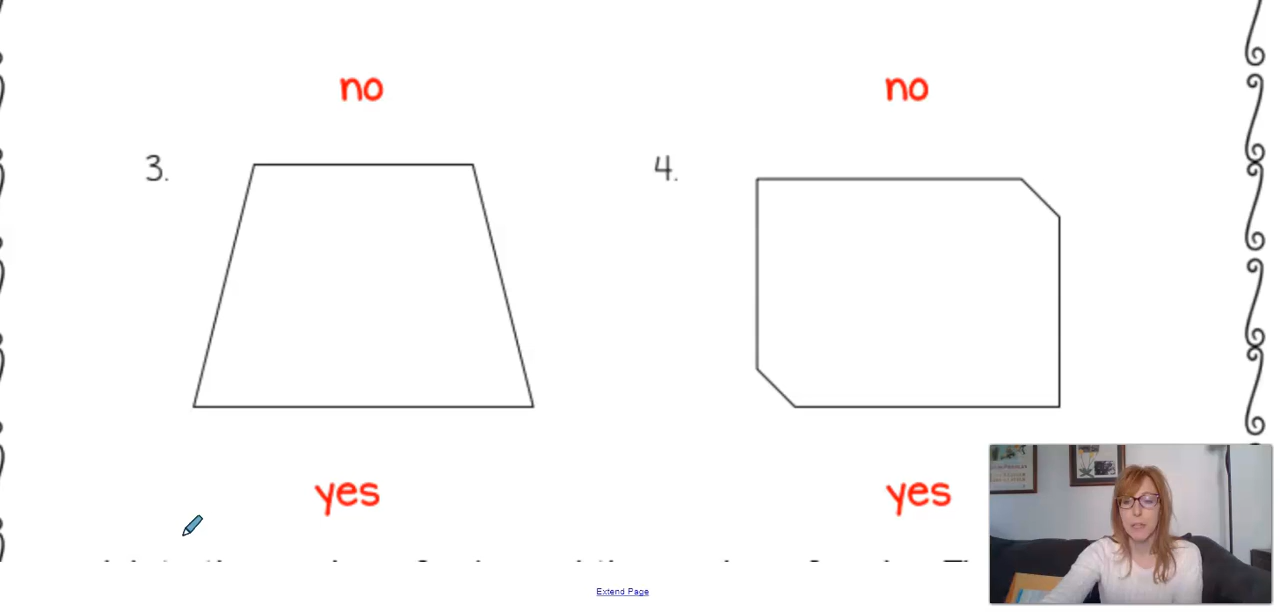 no no
3. 4.
yes yes
Extend Page